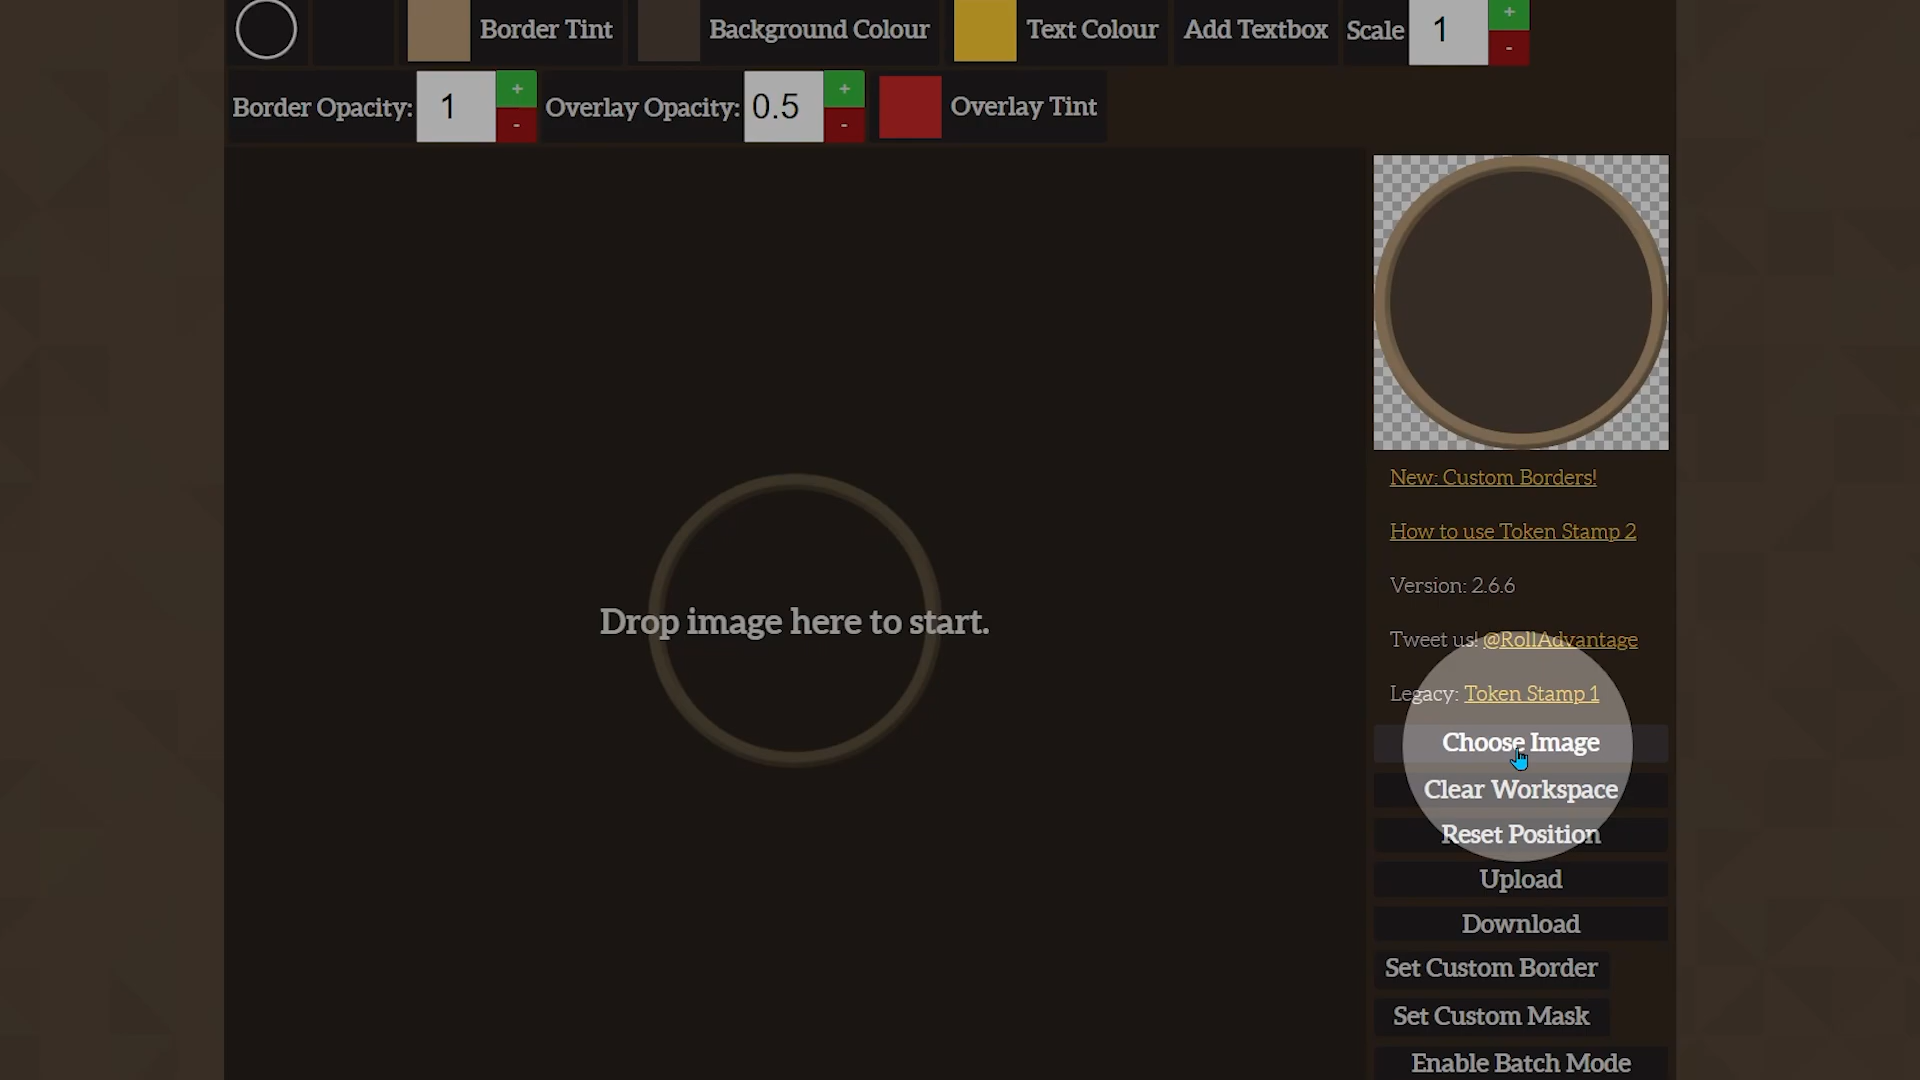 Border Tint
Background Colour
Text Colour
Add Textbox
Scale
1
+
-
Border Opacity:
1
+
-
Overlay Opacity:
0.5
+
-
Overlay Tint
Drop image here to start.
New: Custom Borders!
How to use Token Stamp 2
Version: 2.6.6
Tweet us! @RollAdvantage
Legacy: Token Stamp 1
Choose Image
Clear Workspace
Reset Position
Upload
Download
Set Custom Border
Set Custom Mask
Enable Batch Mode